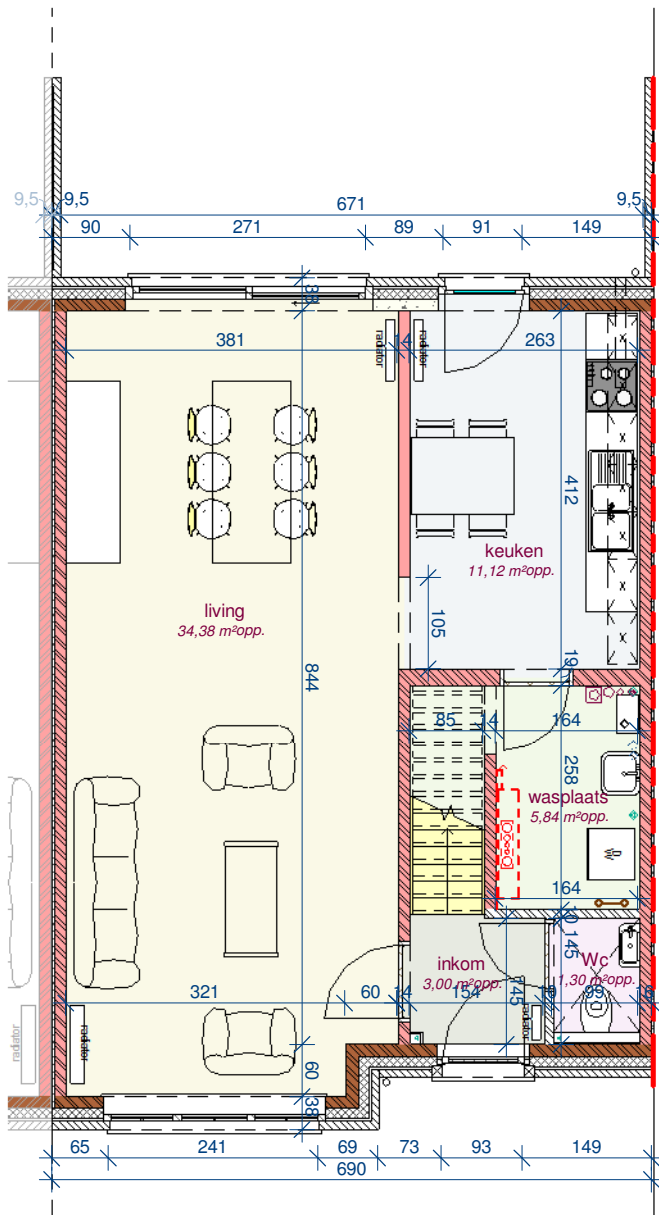 9,5 9,5 671 9,5
90 271 89 91 149
38
radiator
radiator
381 14 263
412
keuken
11,12 m²opp.
living
34,38 m²opp.
105
844
19
85 14 164
258
wasplaats
5,84 m²opp.
164
10
145
inkom
3,00 m²opp.
Wc
1,30 m²opp.
321 60 14 154 99
145
radiator
radiator
radiator
60
38
65 241 69 73 93 149
690